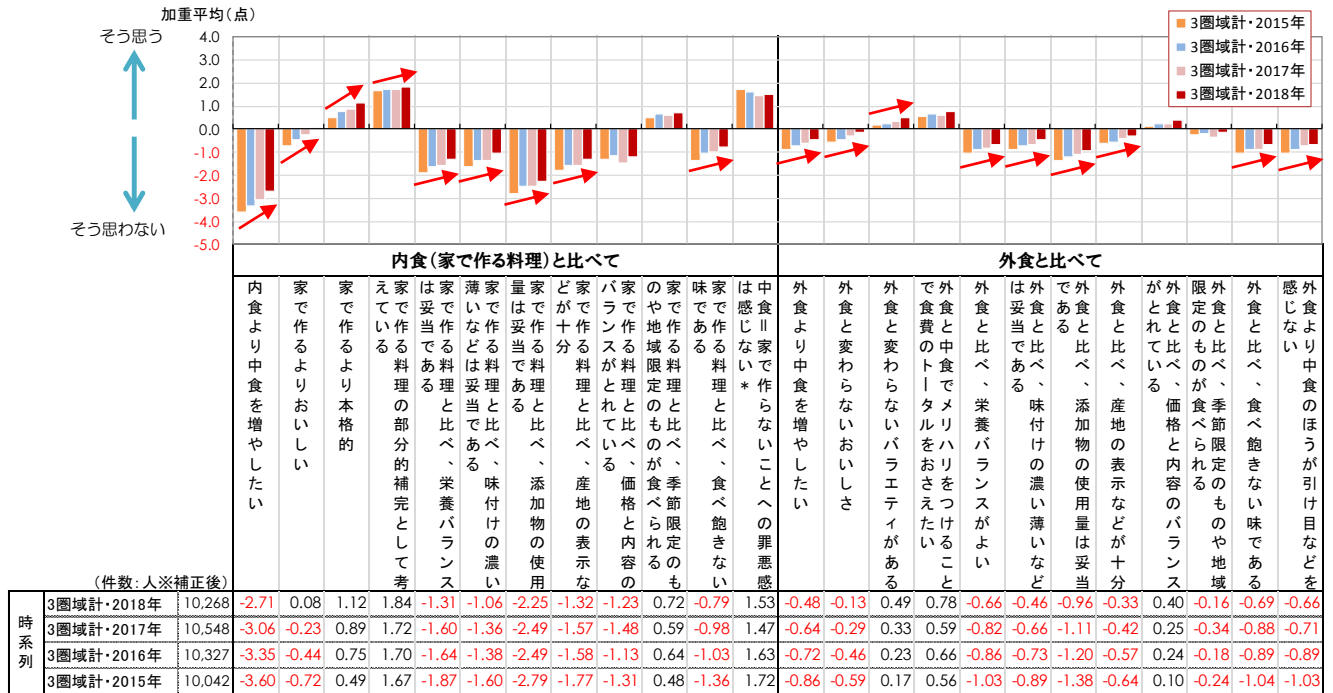 加重平均(点)
そう思う
そう思わない
4.0
3.0
2.0
1.0
0.0
-1.0
-2.0
-3.0
-4.0
-5.0
3圏域計・2015年
3圏域計・2016年
3圏域計・2017年
3圏域計・2018年
内食(家で作る料理)と比べて
外食と比べて
内食より中食を増やしたい
家で作るよりおいしい
家で作るより本格的
家で作る料理の部分的補完として考
えている
家で作る料理と比べ、栄養バランス
は妥当である
家で作る料理と比べ、味付けの濃い
薄いなどは妥当である
家で作る料理と比べ、添加物の使用
量は妥当である
家で作る料理と比べ、産地の表示な
どが十分
家で作る料理と比べ、価格と内容の
バランスがとれている
家で作る料理と比べ、季節限定のも
のや地域限定のものが食べられる
家で作る料理と比べ、食べ飽きない
味である
中食=家で作らないことへの罪悪感
は感じない*
外食より中食を増やしたい
外食と変わらないおいしさ
外食と変わらないバラエティがある
外食と中食でメリハリをつけること
で食費のトータルをおさえたい
外食と比べ、栄養バランスがよい
外食と比べ、味付けの濃い薄いなど
は妥当である
外食と比べ、添加物の使用量は妥当
である
外食と比べ、産地の表示などが十分
外食と比べ、価格と内容のバランス
がとれている
外食と比べ、季節限定のものや地域
限定のものが食べられる
外食と比べ、食べ飽きない味である
外食より中食のほうが引け目などを
感じない
(件数:人※補正後)
時系列
3圏域計・2018年 10,268 -2.71 0.08 1.12 1.84 -1.31 -1.06 -2.25 -1.32 -1.23 0.72 -0.79 1.53 -0.48 -0.13 0.49 0.78 -0.66 -0.46 -0.96 -0.33 0.40 -0.16 -0.69 -0.66
3圏域計・2017年 10,548 -3.06 -0.23 0.89 1.72 -1.60 -1.36 -2.49 -1.57 -1.48 0.59 -0.98 1.47 -0.64 -0.29 0.33 0.59 -0.82 -0.66 -1.11 -0.42 0.25 -0.34 -0.88 -0.71
3圏域計・2016年 10,327 -3.35 -0.44 0.75 1.70 -1.64 -1.38 -2.49 -1.58 -1.13 0.64 -1.03 1.63 -0.72 -0.46 0.23 0.66 -0.86 -0.73 -1.20 -0.57 0.24 -0.18 -0.89 -0.89
3圏域計・2015年 10,042 -3.60 -0.72 0.49 1.67 -1.87 -1.60 -2.79 -1.77 -1.31 0.48 -1.36 1.72 -0.86 -0.59 0.17 0.56 -1.03 -0.89 -1.38 -0.64 0.10 -0.24 -1.04 -1.03